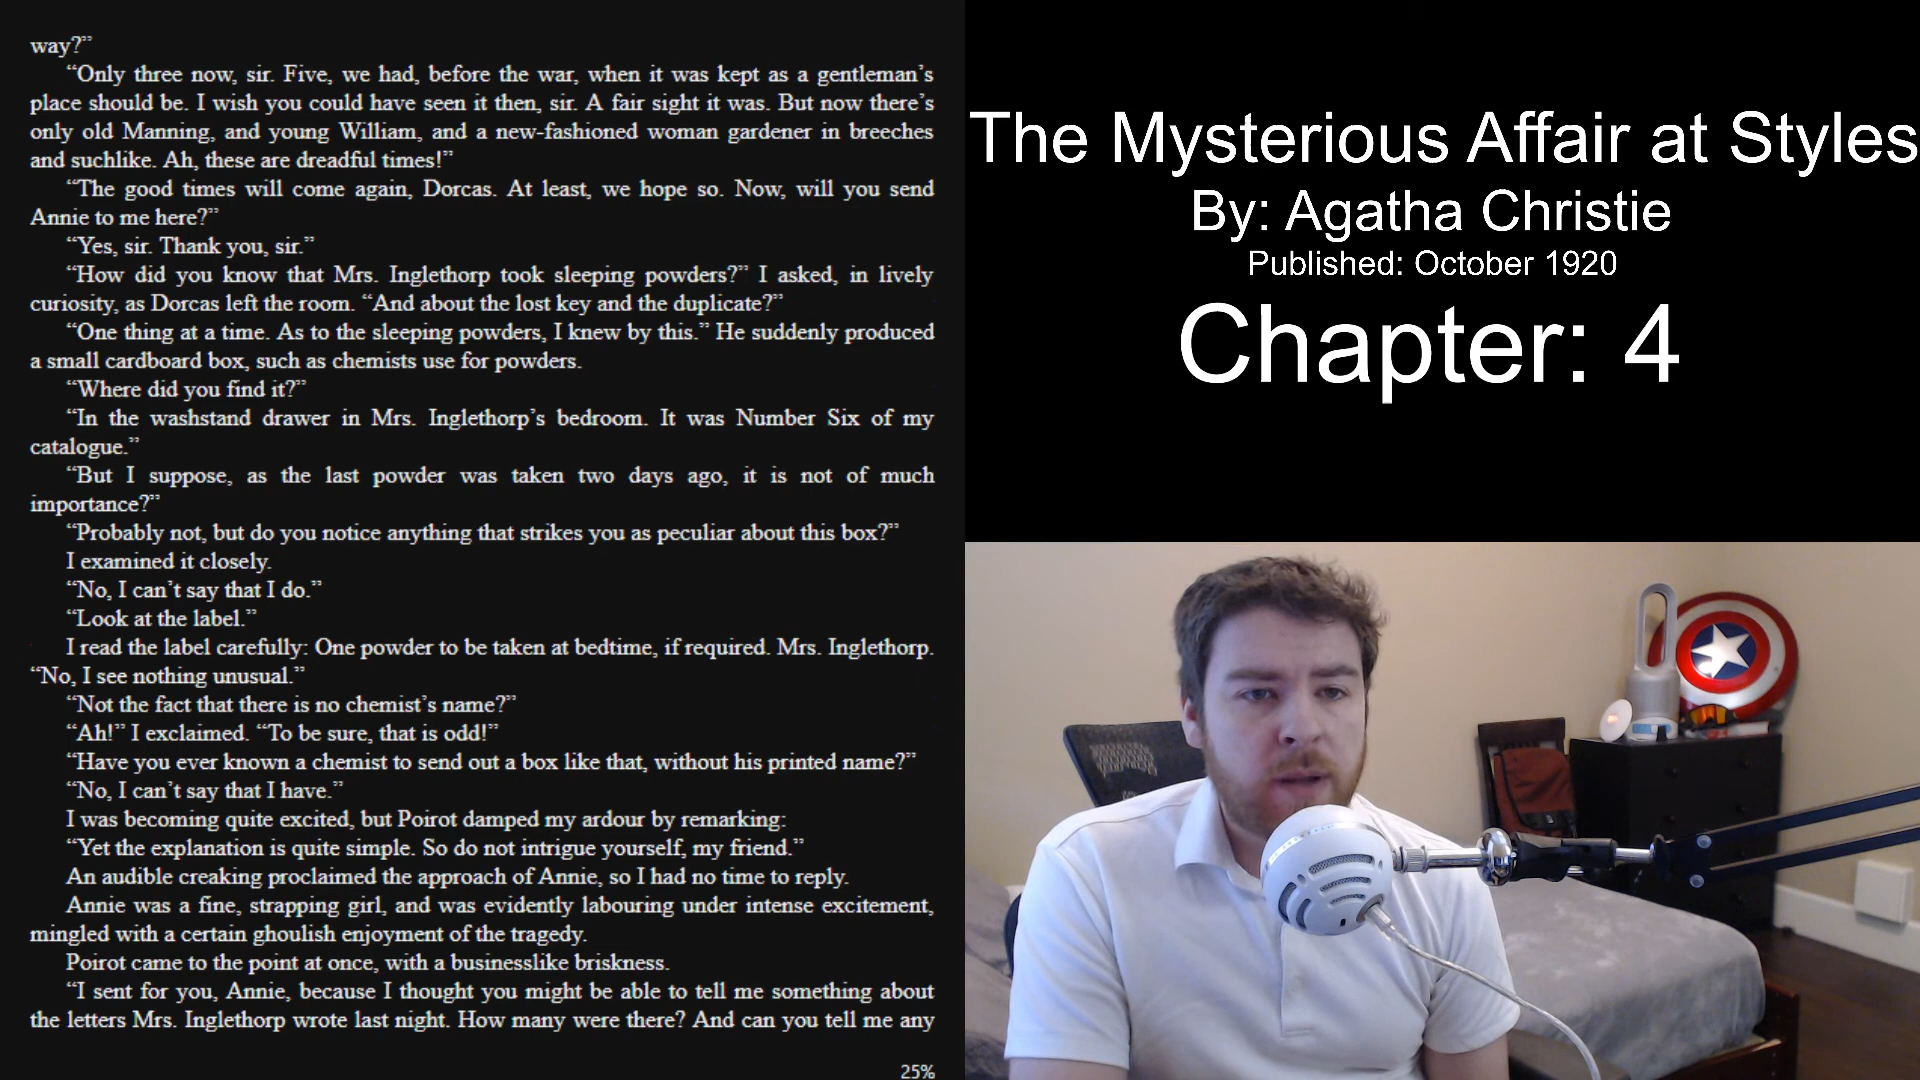 way?”
“Only three now, sir. Five, we had, before the war, when it was kept as a gentleman’s
place should be. I wish you could have seen it then, sir. A fair sight it was. But now there’s
only old Manning, and young William, and a new-fashioned woman gardener in breeches
and suchlike. Ah, these are dreadful times!”
“The good times will come again, Dorcas. At least, we hope so. Now, will you send
Annie to me here?”
“Yes, sir. Thank you, sir.”
“How did you know that Mrs. Inglethorp took sleeping powders?” I asked, in lively
curiosity, as Dorcas left the room. “And about the lost key and the duplicate?”
“One thing at a time. As to the sleeping powders, I knew by this.” He suddenly produced
a small cardboard box, such as chemists use for powders.
“Where did you find it?”
“In the washstand drawer in Mrs. Inglethorp’s bedroom. It was Number Six of my
catalogue.”
“But I suppose, as the last powder was taken two days ago, it is not of much
importance?”
“Probably not, but do you notice anything that strikes you as peculiar about this box?”
I examined it closely.
“No, I can’t say that I do.”
“Look at the label.”
I read the label carefully: One powder to be taken at bedtime, if required. Mrs. Inglethorp.
“No, I see nothing unusual.”
“Not the fact that there is no chemist’s name?”
“Ah!” I exclaimed. “To be sure, that is odd!”
“Have you ever known a chemist to send out a box like that, without his printed name?”
“No, I can’t say that I have.”
I was becoming quite excited, but Poirot damped my ardour by remarking:
“Yet the explanation is quite simple. So do not intrigue yourself, my friend.”
An audible creaking proclaimed the approach of Annie, so I had no time to reply.
Annie was a fine, strapping girl, and was evidently labouring under intense excitement,
mingled with a certain ghoulish enjoyment of the tragedy.
Poirot came to the point at once, with a businesslike briskness.
“I sent for you, Annie, because I thought you might be able to tell me something about
the letters Mrs. Inglethorp wrote last night. How many were there? And can you tell me any
25%
The Mysterious Affair at Styles
By: Agatha Christie
Published: October 1920
Chapter: 4